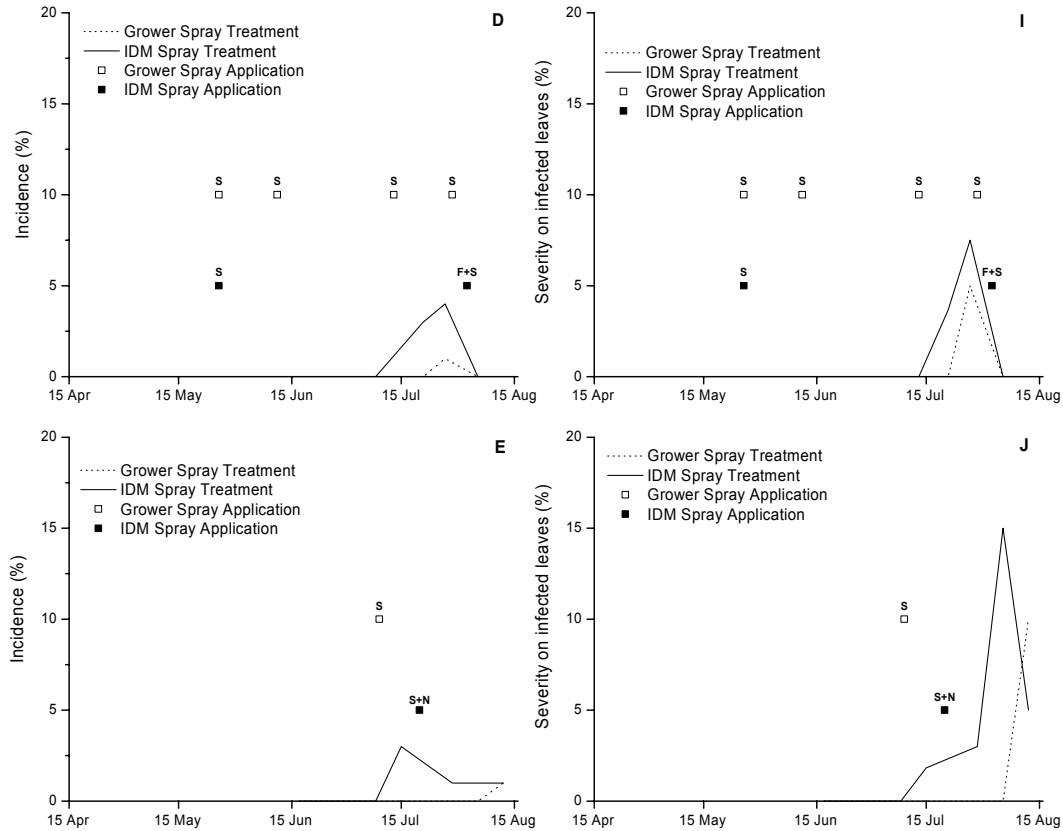 D
Grower Spray Treatment
IDM Spray Treatment
Grower Spray Application
IDM Spray Application
Incidence (%)
20
15
10
5
0
S
S
S
S
S
F+S
15 Apr
15 May
15 Jun
15 Jul
15 Aug
I
Grower Spray Treatment
IDM Spray Treatment
Grower Spray Application
IDM Spray Application
Severity on infected leaves (%)
20
15
10
5
0
S
S
S
S
S
F+S
15 Apr
15 May
15 Jun
15 Jul
15 Aug
E
Grower Spray Treatment
IDM Spray Treatment
Grower Spray Application
IDM Spray Application
Incidence (%)
20
15
10
5
0
S
S+N
15 Apr
15 May
15 Jun
15 Jul
15 Aug
J
Grower Spray Treatment
IDM Spray Treatment
Grower Spray Application
IDM Spray Application
Severity on infected leaves (%)
20
15
10
5
0
S
S+N
15 Apr
15 May
15 Jun
15 Jul
15 Aug